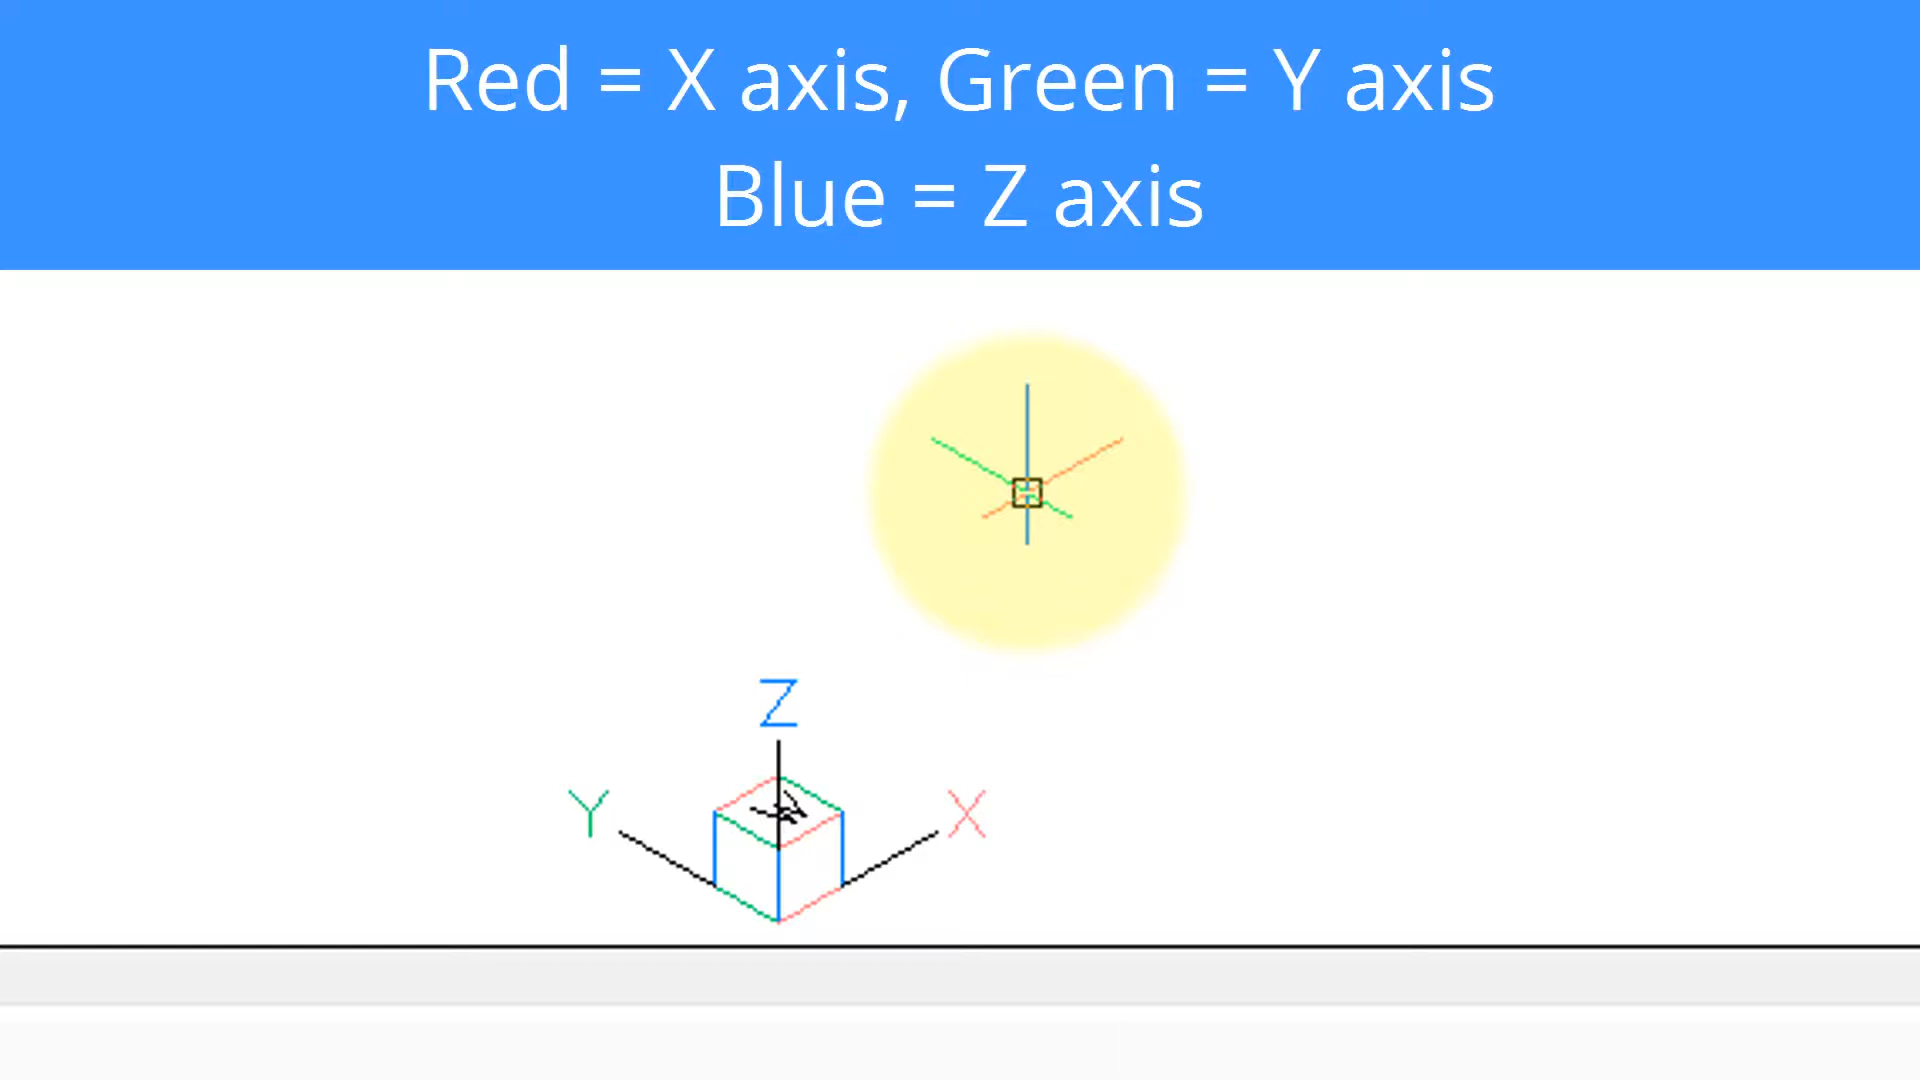 Red = X axis, Green = Y axis
Blue = Z axis
Z
Y X